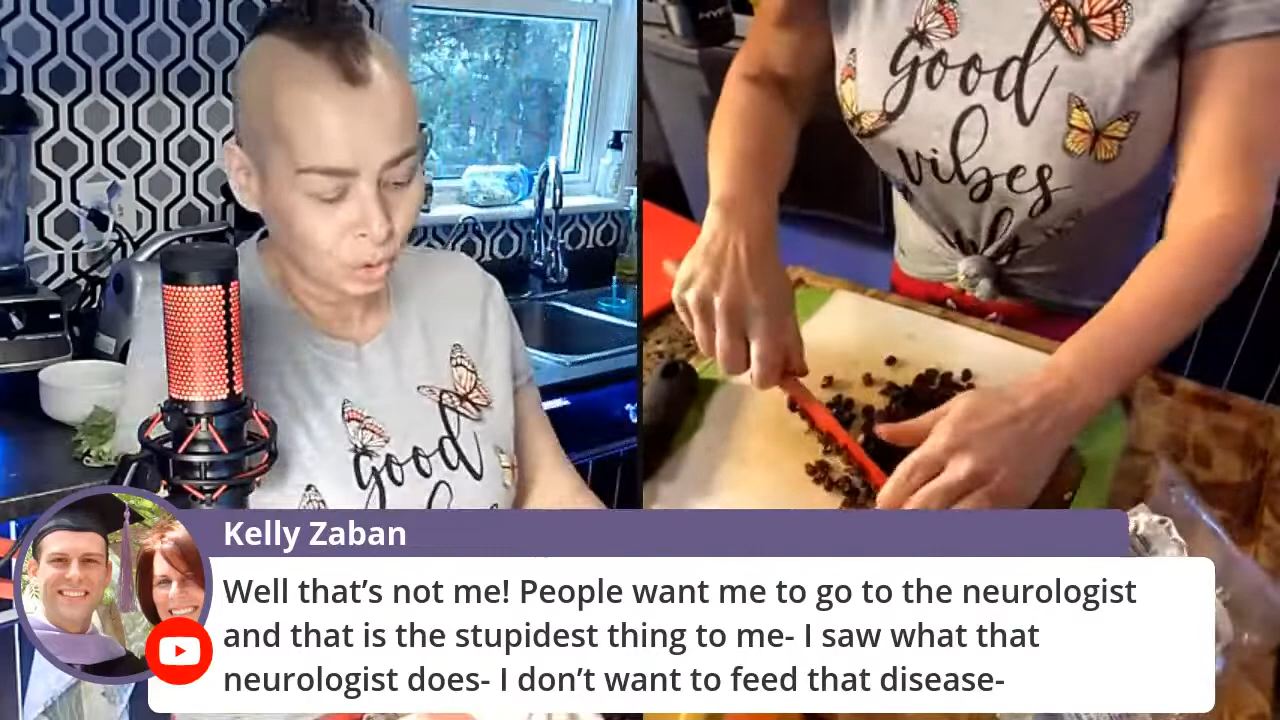 good
vibes
good
Kelly Zaban
Well that's not me! People want me to go to the neurologist
and that is the stupidest thing to me- I saw what that
neurologist does- I don't want to feed that disease-